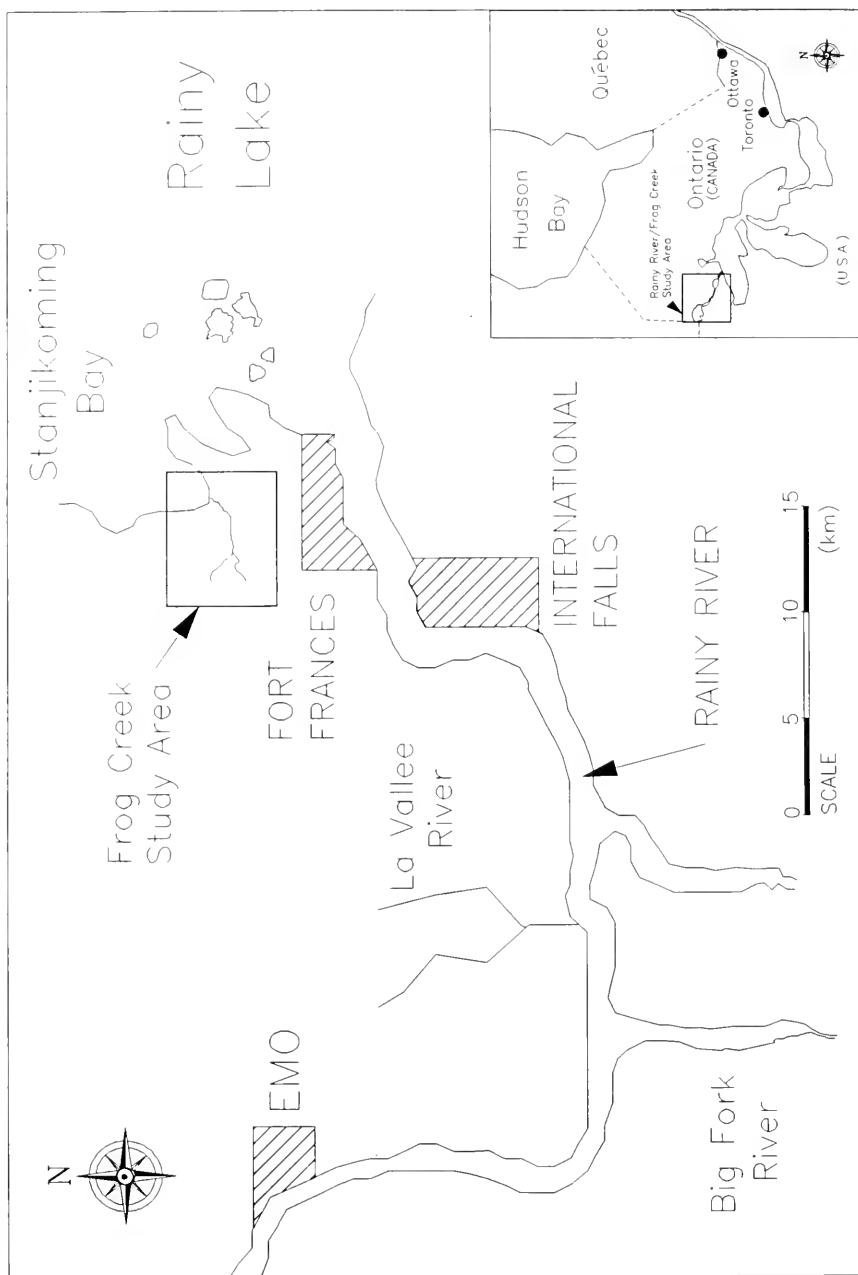 N
EMO
Frog Creek
Study Area
Stanjikoming
Bay
Rainy
Lake
FORT
FRANCES
La Vallee
River
INTERNATIONAL
FALLS
RAINY RIVER
Big Fork
River
0 5 10 15
SCALE (km)
Hudson
Bay
Québec
Rainy River/Frog Creek
Study Area
Ontario
(CANADA)
Ottawa
Toronto
(USA)
N